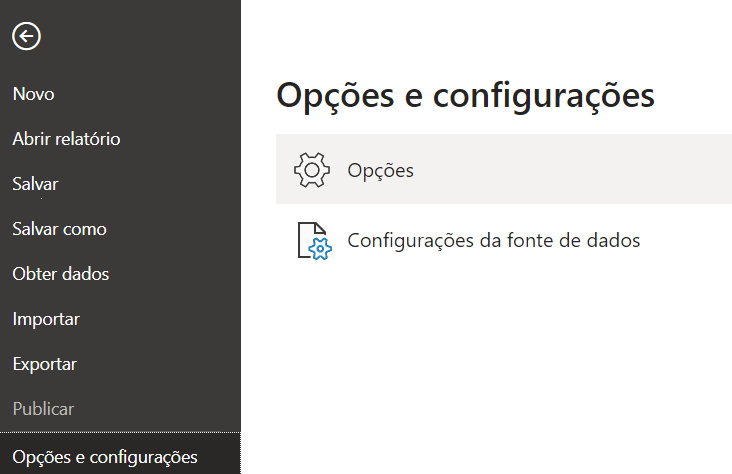 Novo
Abrir relatório
Salvar
Salvar como
Obter dados
Importar
Exportar
Publicar
Opções e configurações
Opções e configurações
Opções
Configurações da fonte de dados